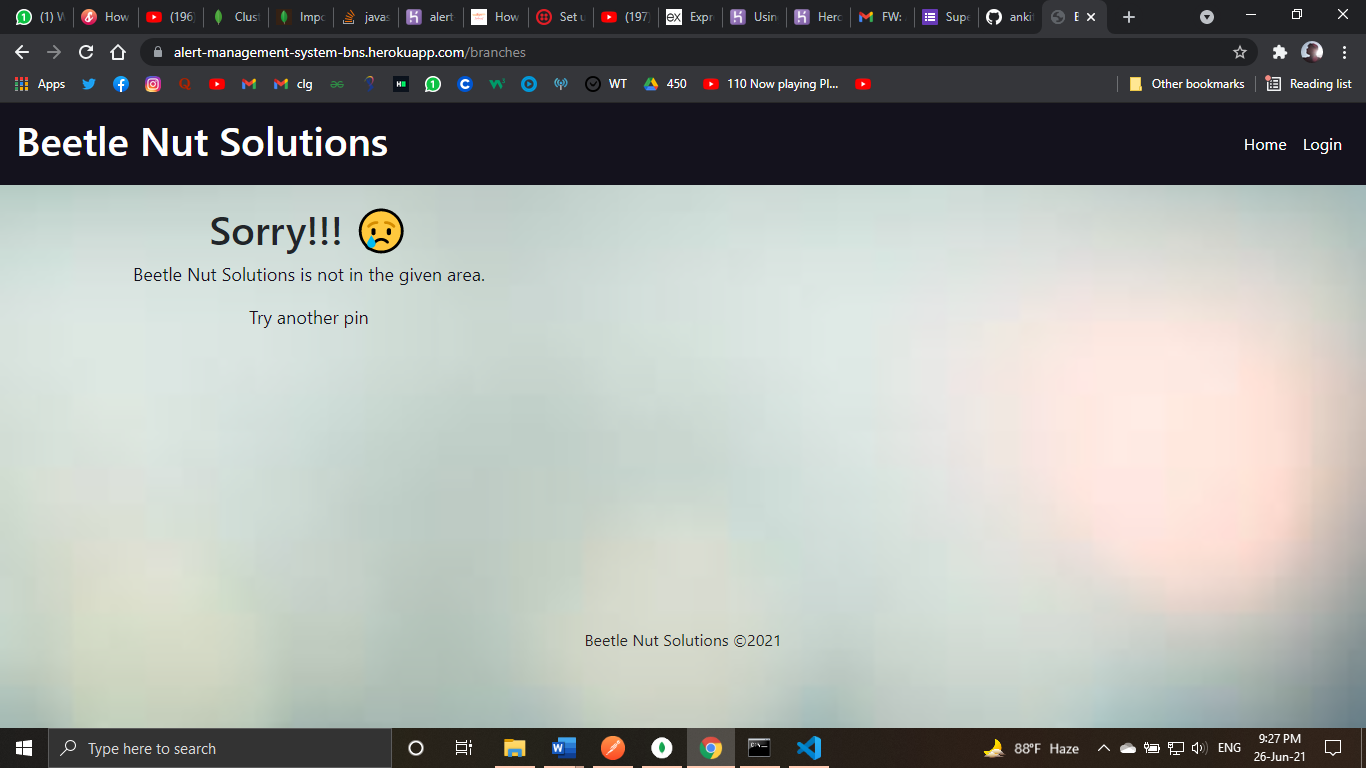 (1) W
How
(196
Clust
Impo
javas
alert
How
Set u
(197
Expr
Usin
Hero
FW:
Supe
ankit
alert-management-system-bns.herokuapp.com/branches
Apps
clg
WT
450
110 Now playing Pl...
Other bookmarks
Reading list
Beetle Nut Solutions
Home
Login
Sorry!!!
Beetle Nut Solutions is not in the given area.
Try another pin
Beetle Nut Solutions ©2021
Type here to search
88°F Haze
ENG
9:27 PM
26-Jun-21